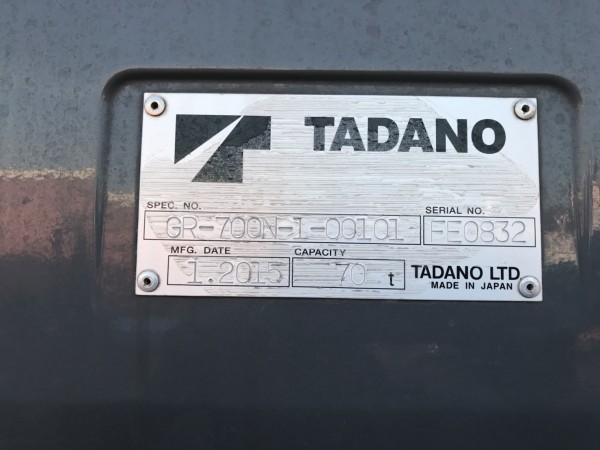 TADANO
SPEC. NO. SERIAL NO.
GR-700N-1-00101 FE0832
MFG. DATE CAPACITY
1.2015 70 t TADANO LTD
MADE IN JAPAN